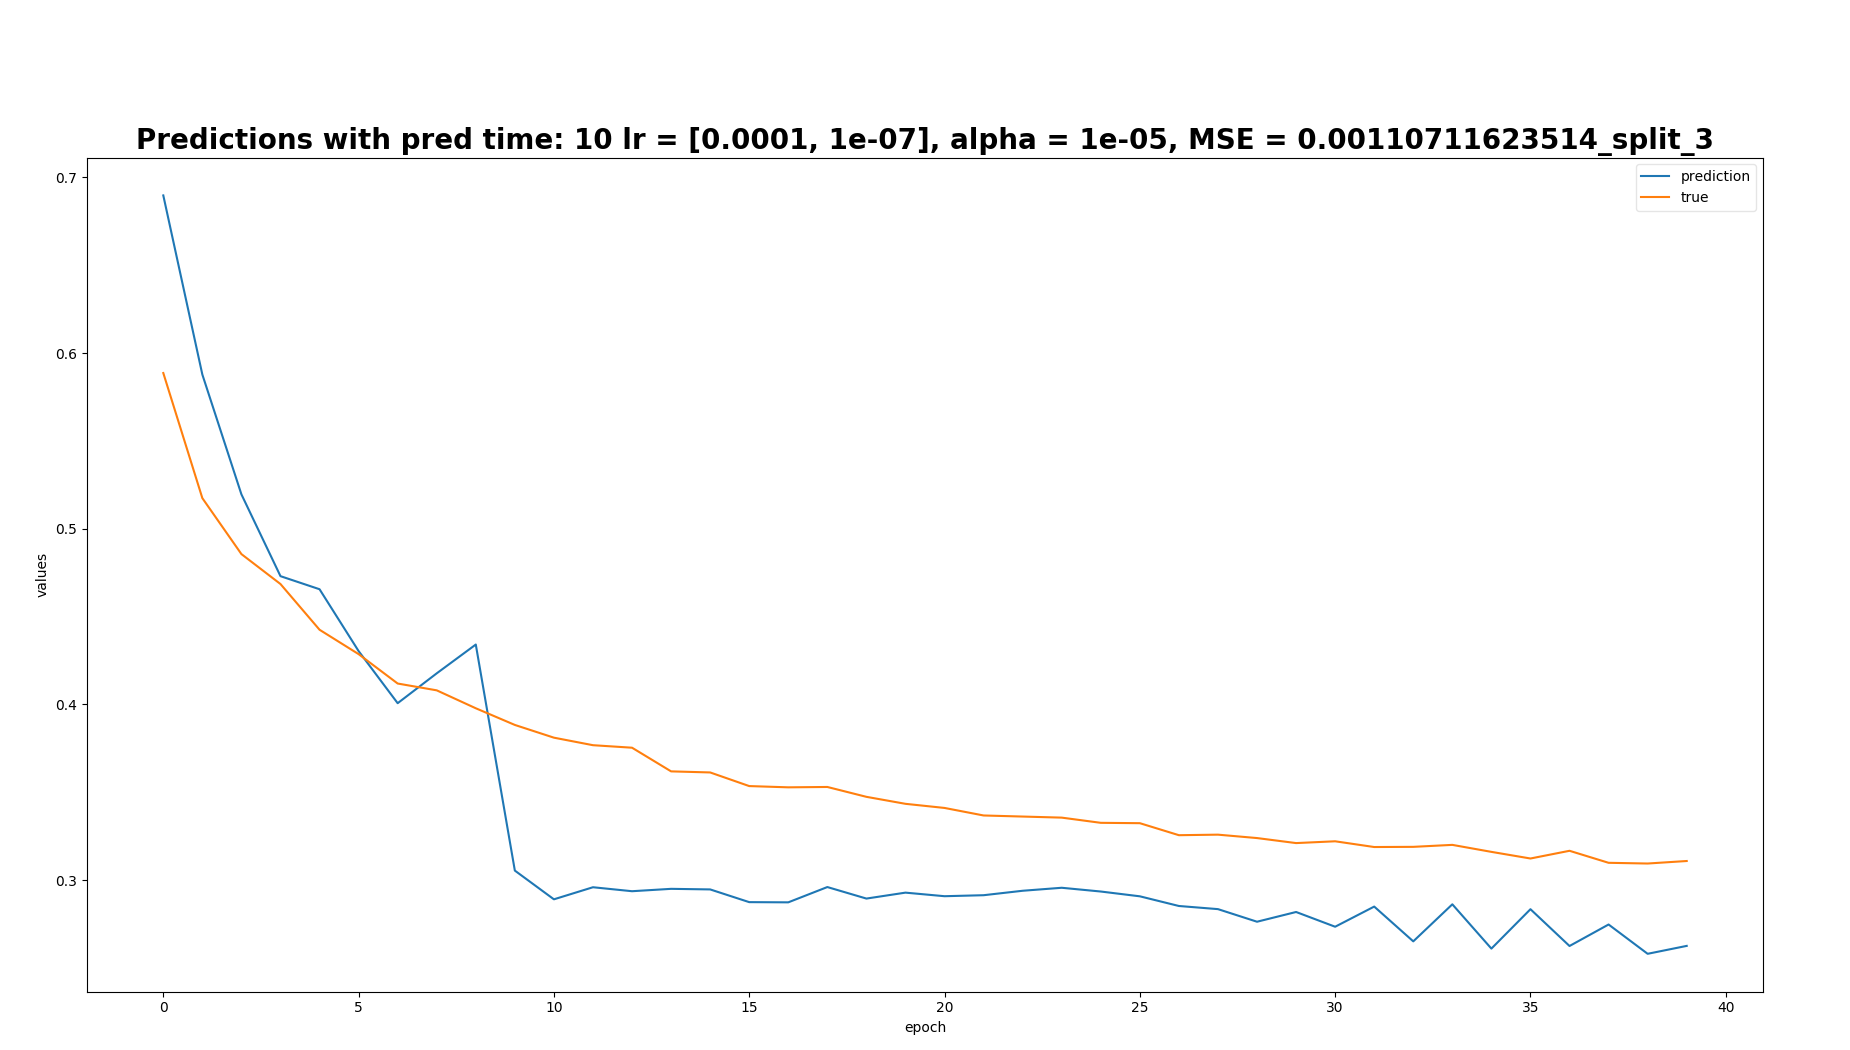 Predictions with pred time: 10 lr = [0.0001, 1e-07], alpha = 1e-05, MSE = 0.00110711623514_split_3
prediction
true
0.7
0.6
0.5
0.4
0.3
values
0 5 10 15 20 25 30 35 40
epoch